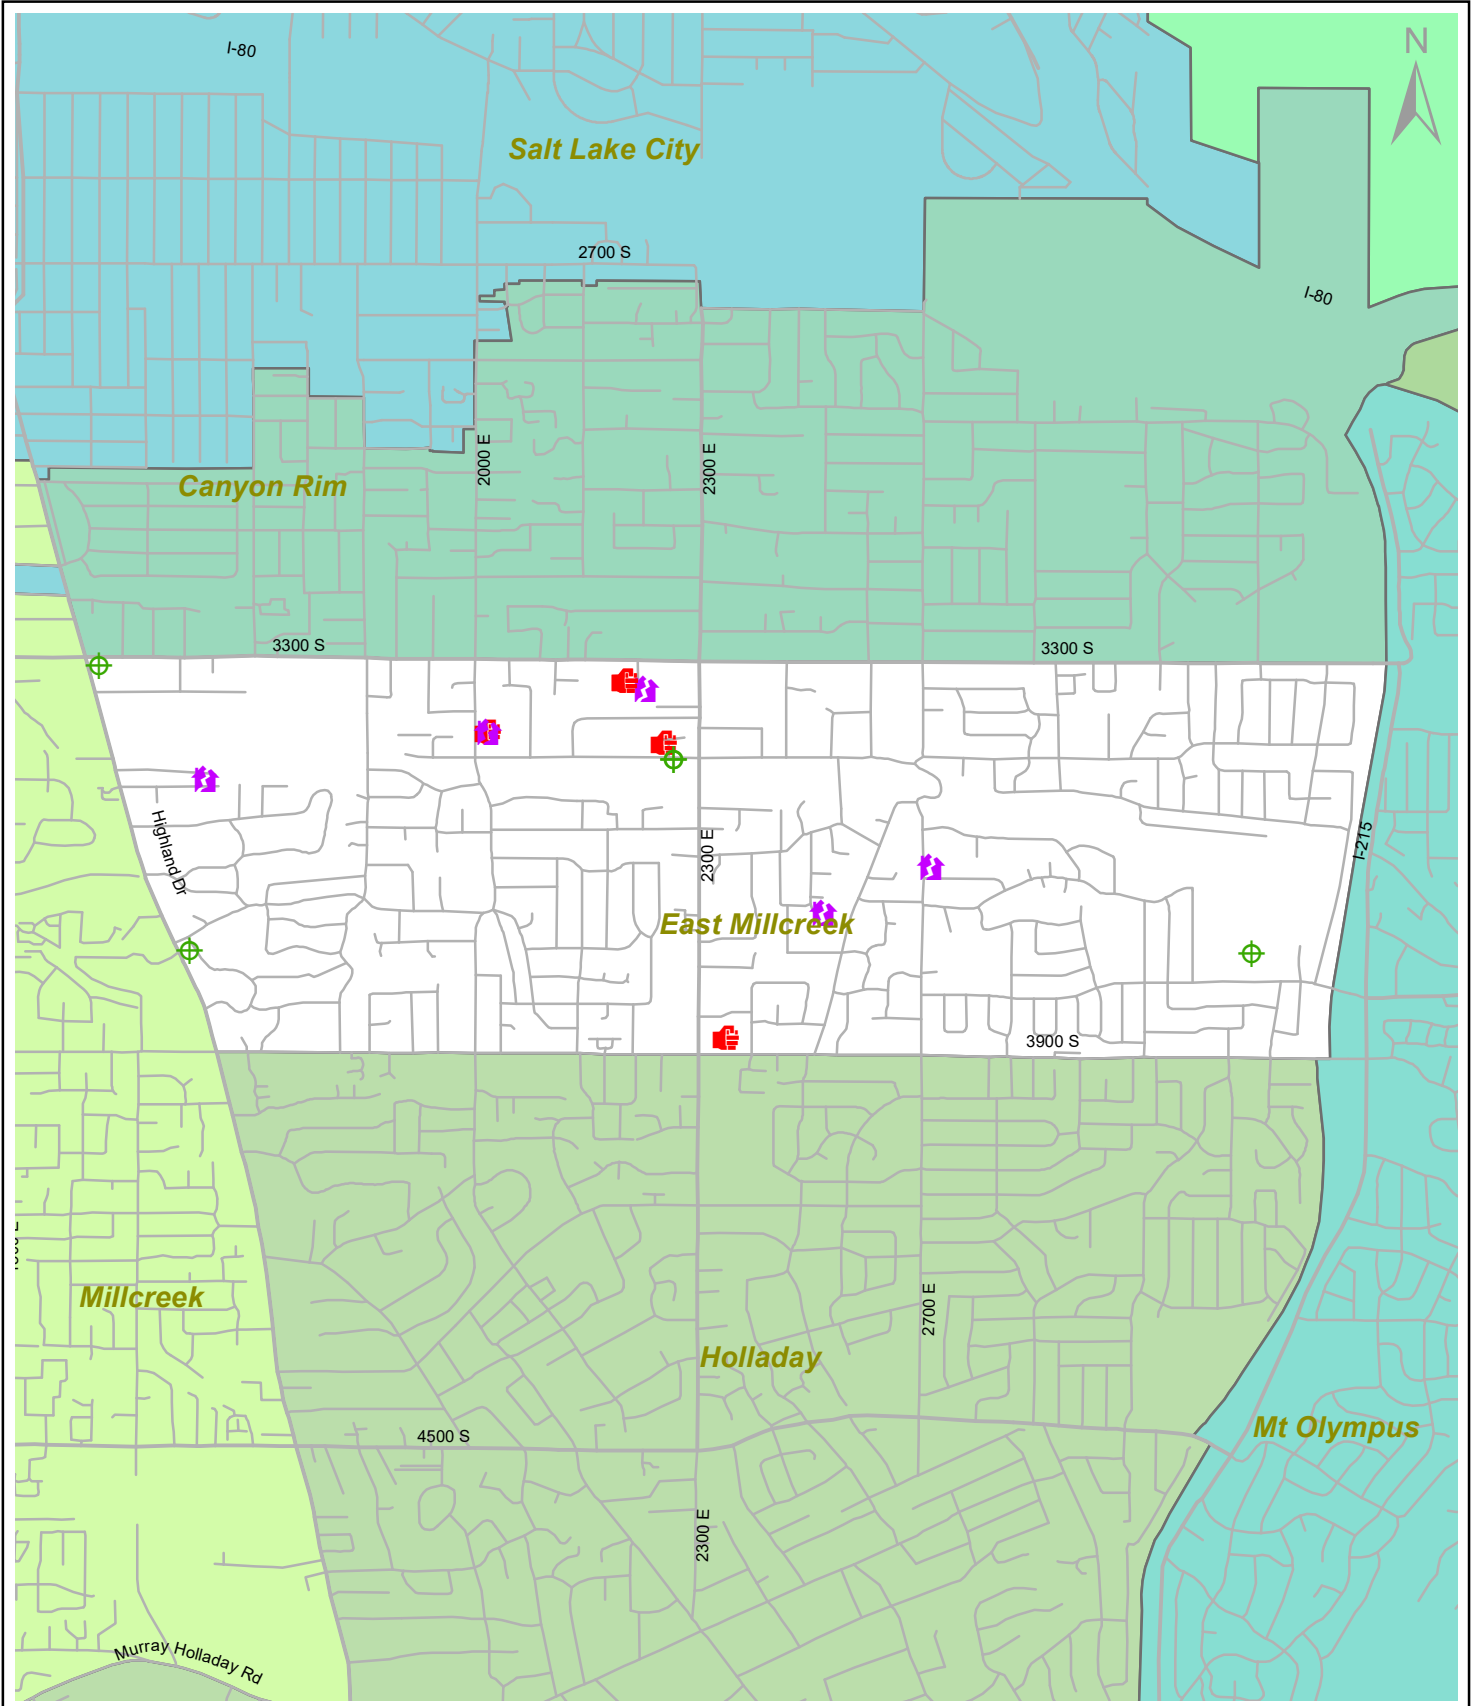 N
I-80
Salt Lake City
2700 S
I-80
2000 E
2300 E
Canyon Rim
3300 S
3300 S
Highland Dr
2300 E
I-215
East Millcreek
3900 S
Millcreek
2700 E
Holladay
4500 S
Mt Olympus
2300 E
Murray Holladay Rd